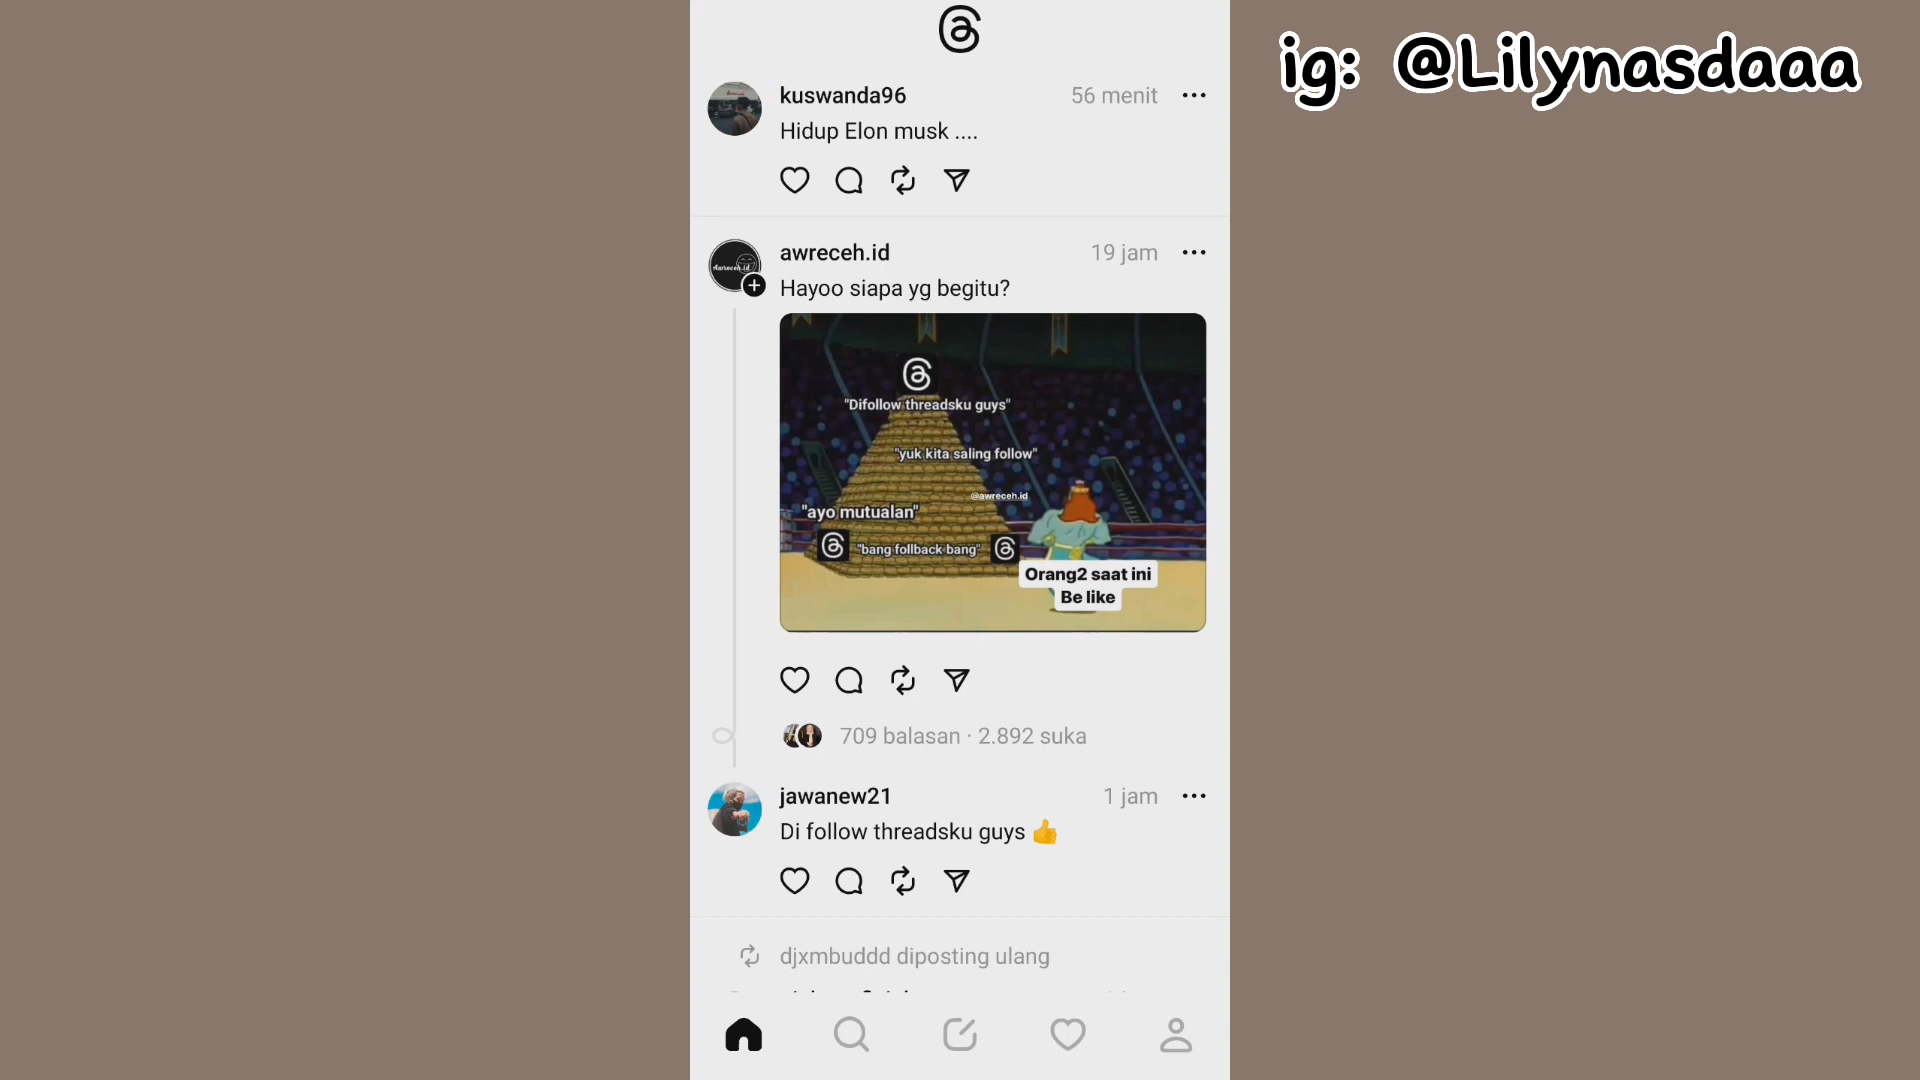 ig: @Lilynasdaaa
kuswanda96 56 menit
Hidup Elon musk ....
awreceh.id 19 jam
Hayoo siapa yg begitu?
Awreceh.id
"Difollow threadsku guys"
"yuk kita saling follow"
@awreceh.id
"ayo mutualan"
"bang follback bang"
Orang2 saat ini
Be like
709 balasan · 2.892 suka
jawanew21 1 jam
Di follow threadsku guys 👍
djxmbuddd diposting ulang